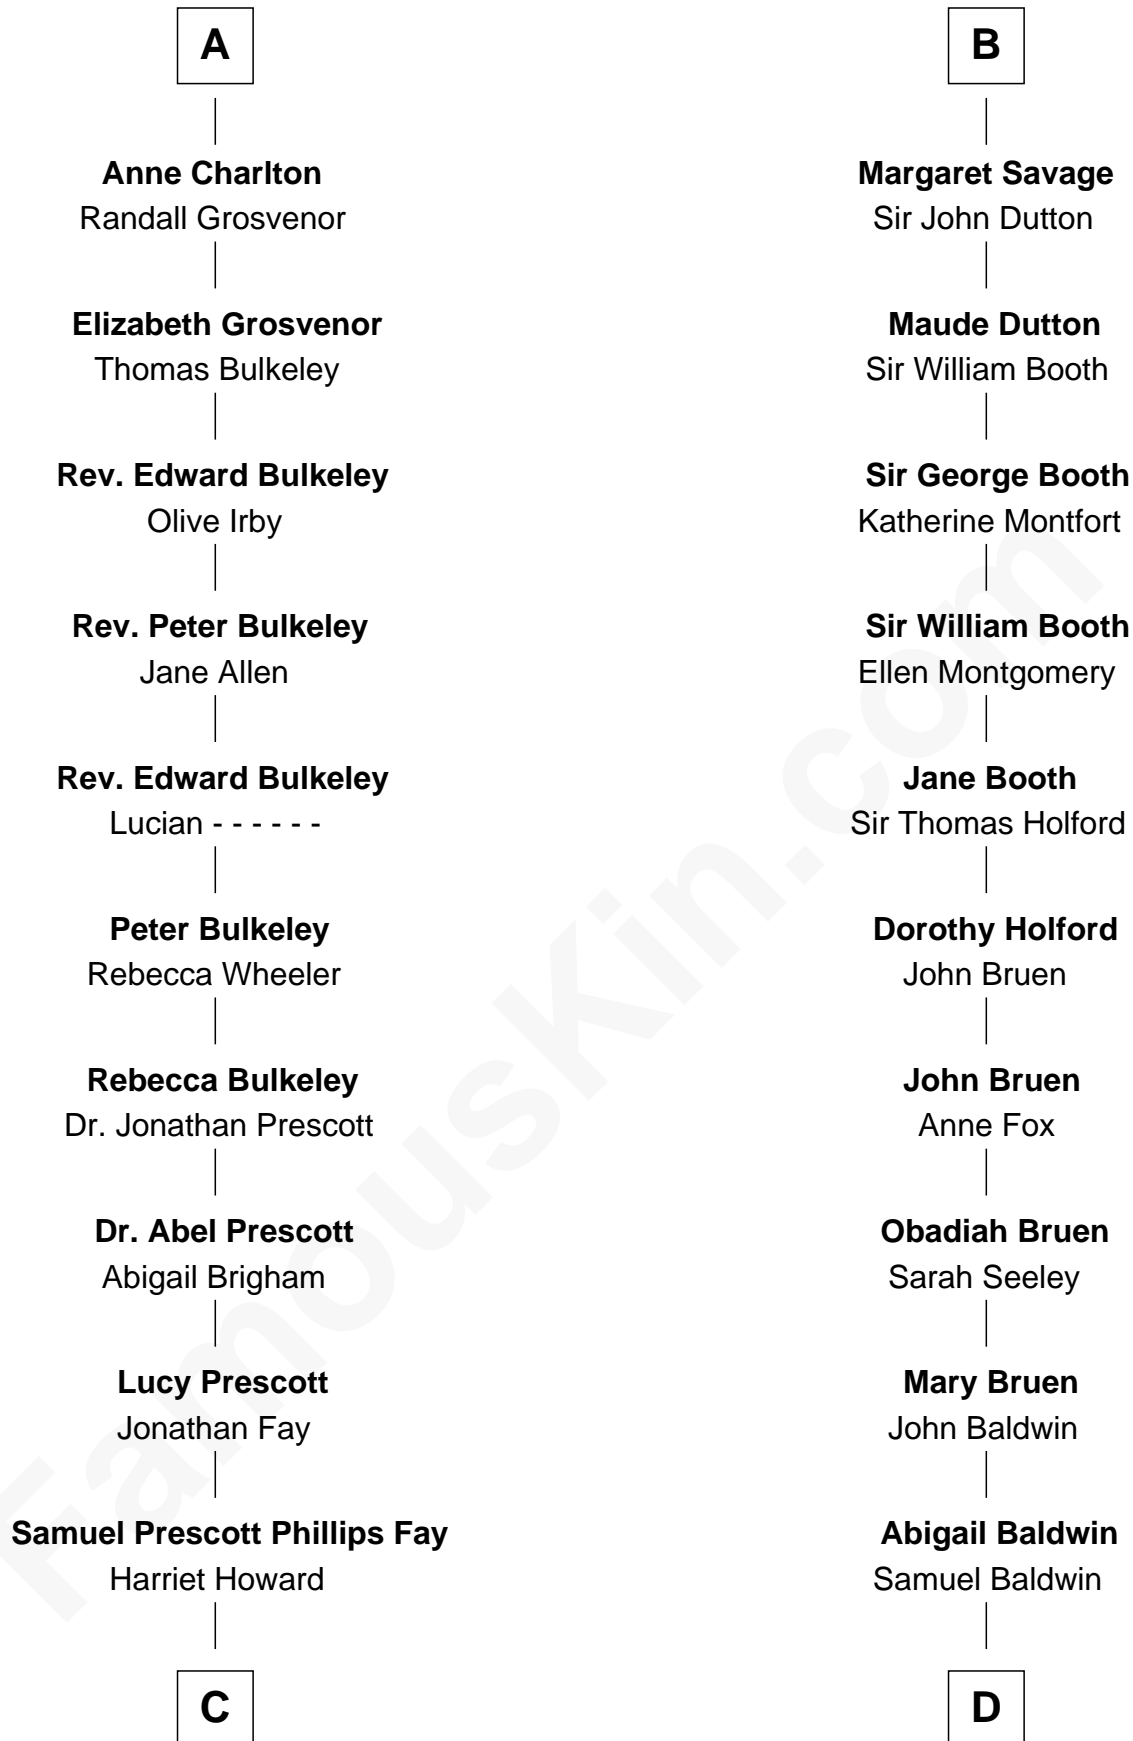 A
Anne Charlton
Randall Grosvenor
Elizabeth Grosvenor
Thomas Bulkeley
Rev. Edward Bulkeley
Olive Irby
Rev. Peter Bulkeley
Jane Allen
Rev. Edward Bulkeley
Lucian - - - - - -
Peter Bulkeley
Rebecca Wheeler
Rebecca Bulkeley
Dr. Jonathan Prescott
Dr. Abel Prescott
Abigail Brigham
Lucy Prescott
Jonathan Fay
Samuel Prescott Phillips Fay
Harriet Howard
C
B
Margaret Savage
Sir John Dutton
Maude Dutton
Sir William Booth
Sir George Booth
Katherine Montfort
Sir William Booth
Ellen Montgomery
Jane Booth
Sir Thomas Holford
Dorothy Holford
John Bruen
John Bruen
Anne Fox
Obadiah Bruen
Sarah Seeley
Mary Bruen
John Baldwin
Abigail Baldwin
Samuel Baldwin
D
FamousKin.com